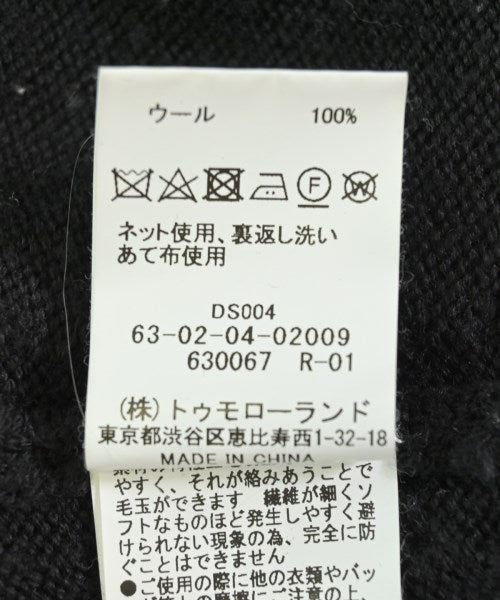 ウール 100%
F W
ネット使用、裏返し洗い
あて布使用
DS004
63-02-04-02009
630067 R-01
(株)トゥモローランド
東京都渋谷区恵比寿西1-32-18
MADE IN CHINA
やすく、それが絡みあうことで
毛玉ができます 繊維が細くソ
フトなものほど発生しやすく避
けられない現象の為、完全に防
ぐことはできません
●ご使用の際に他の衣類やバッ